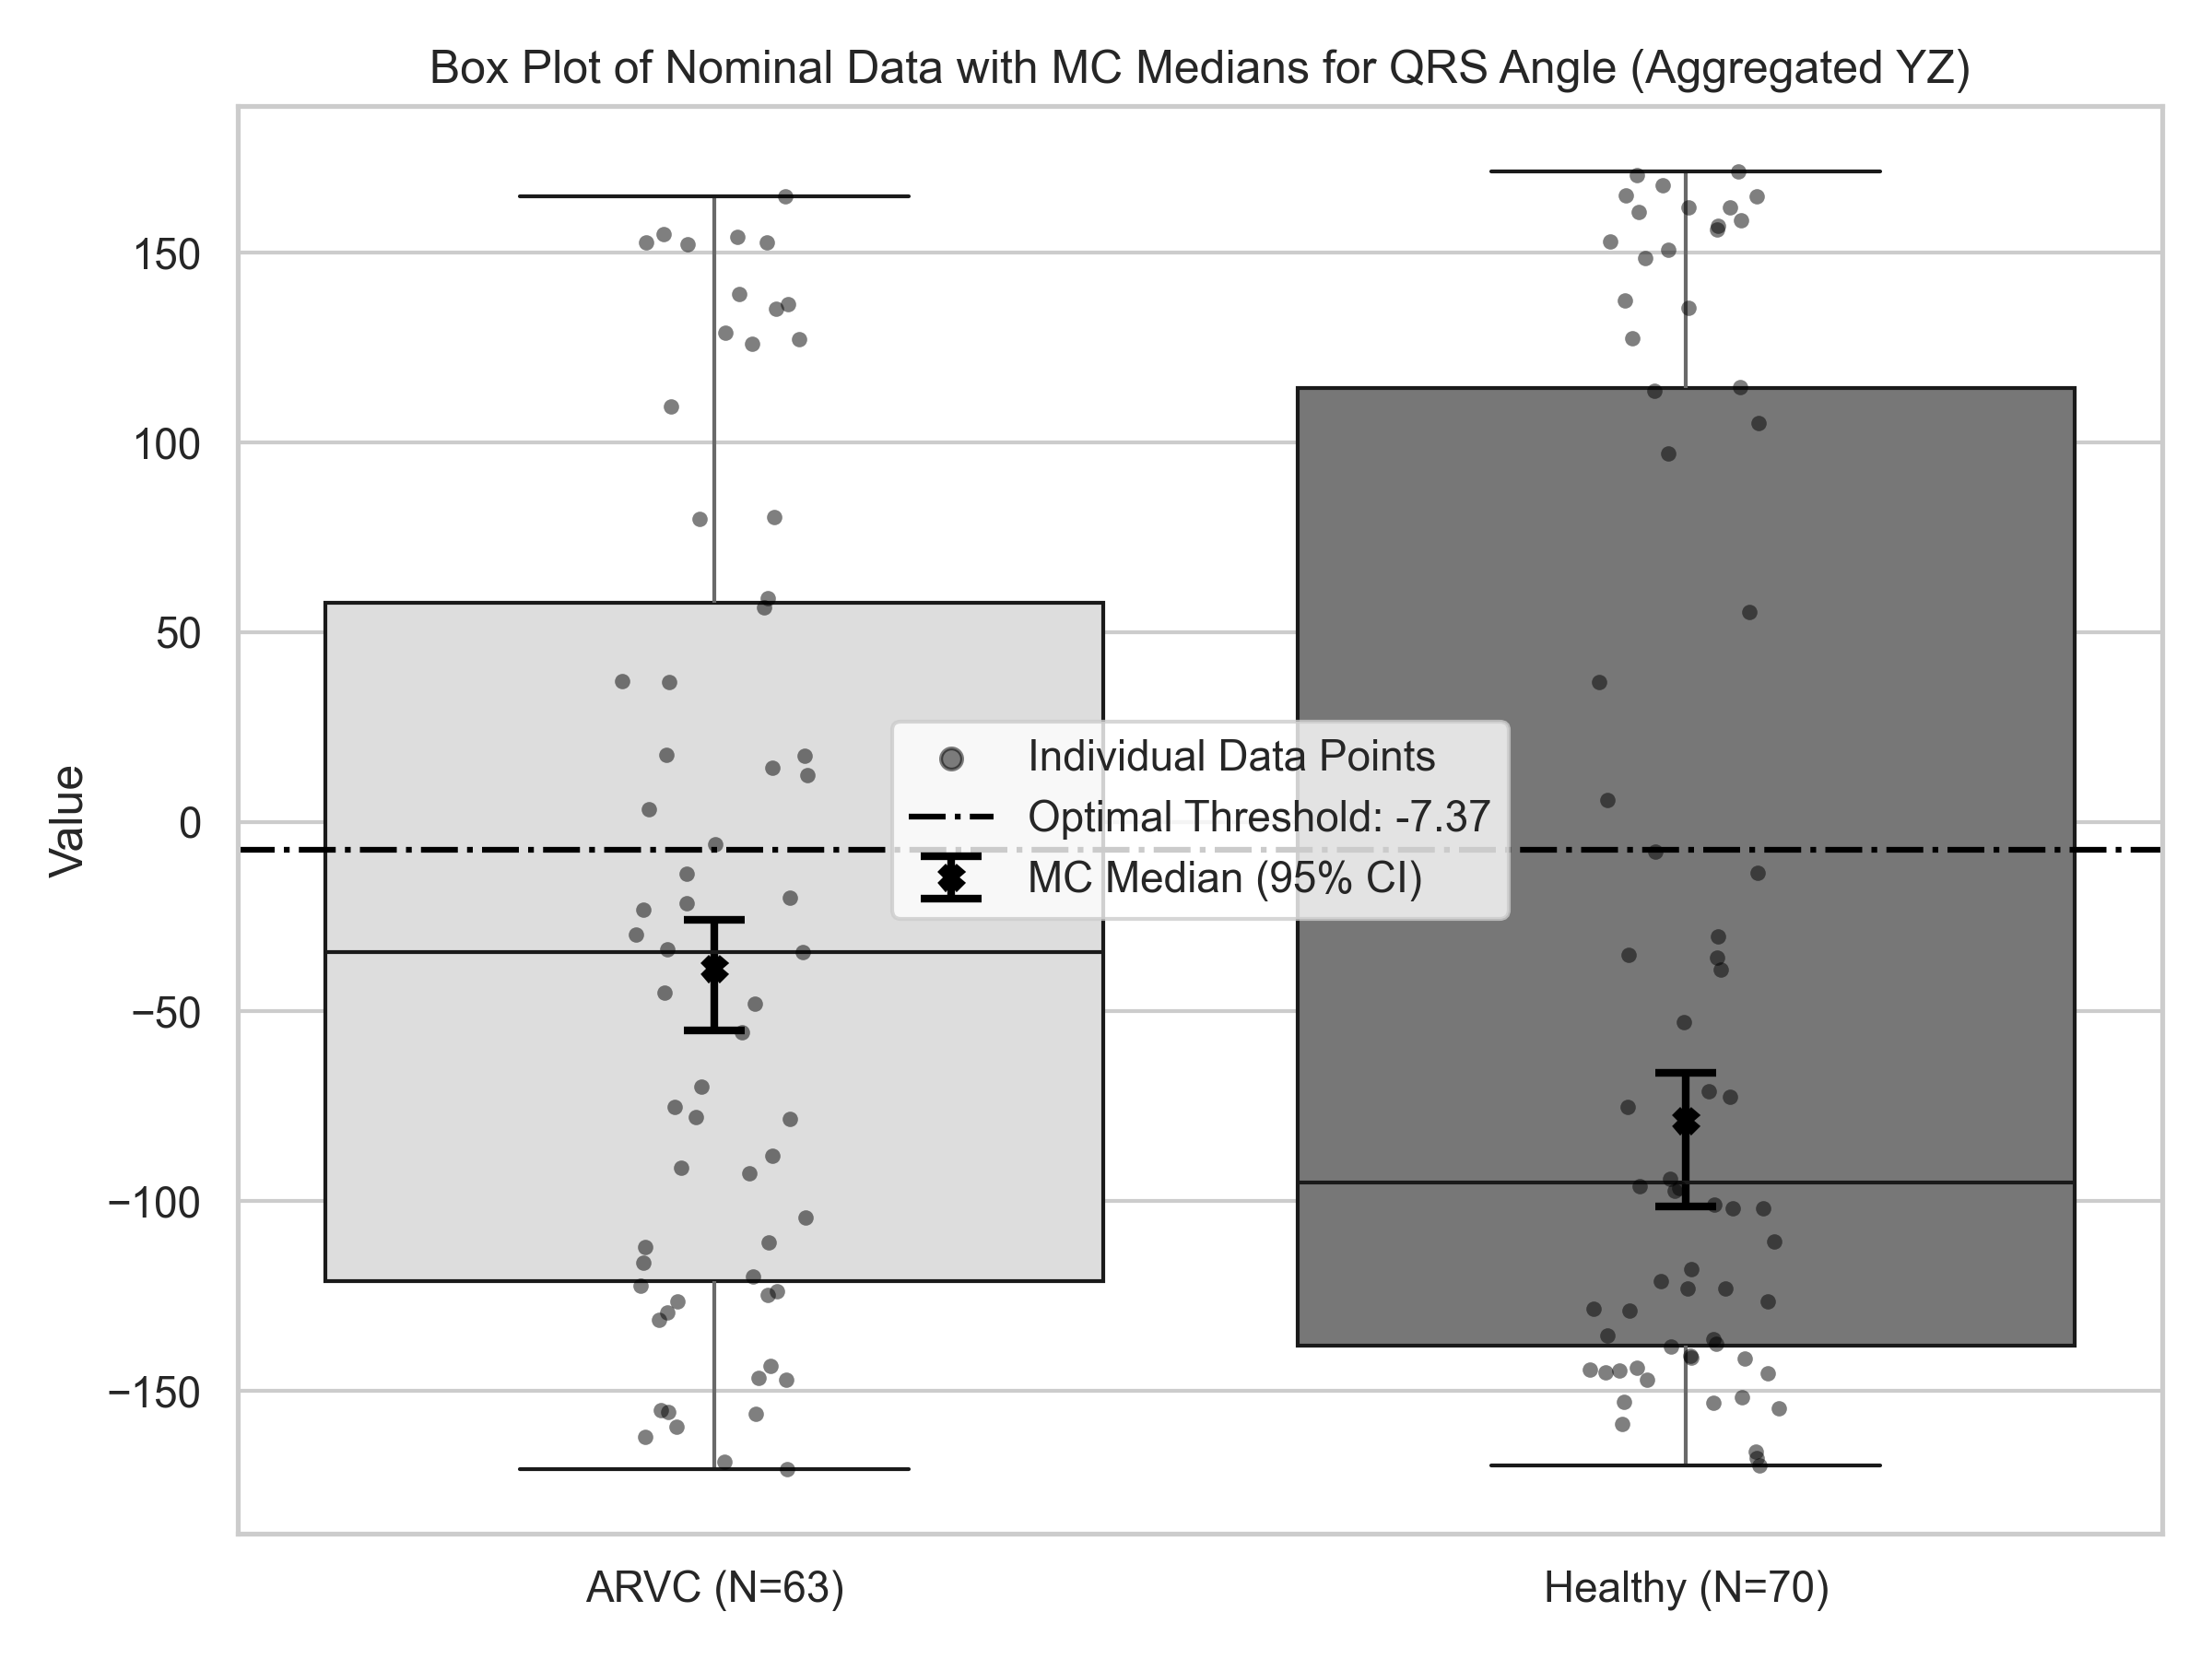 Box Plot of Nominal Data with MC Medians for QRS Angle (Aggregated YZ)
Value
150
100
50
0
−50
−100
−150
Individual Data Points
Optimal Threshold: -7.37
MC Median (95% CI)
ARVC (N=63)
Healthy (N=70)